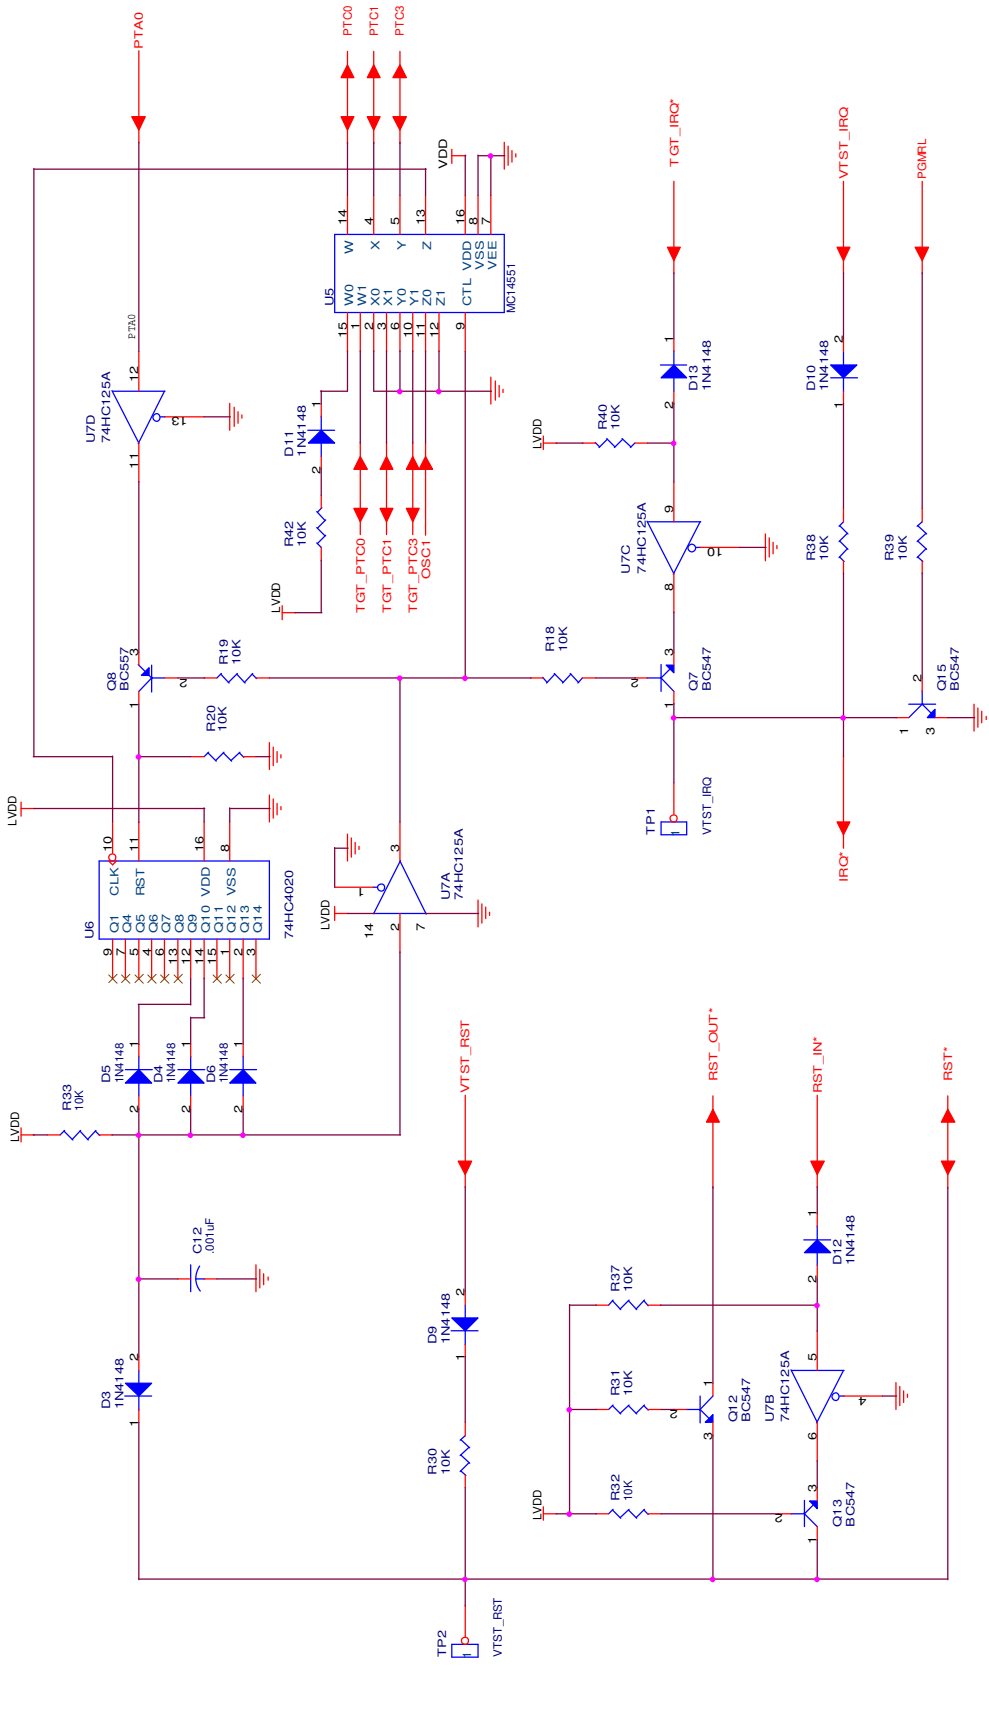 PTA0
PTA0
12
13
U7D
74HC125A
11
Q8
BC557
3
2
1
R19
10K
R20
10K
LVDD
10
11
16
8
CLK
RST
VDD
VSS
U6
Q1
Q4
Q5
Q6
Q7
Q8
Q9
Q10
Q11
Q12
Q13
Q14
74HC4020
9
7
5
4
6
13
12
14
15
1
2
3
D5
1N4148
1
2
D4
1N4148
1
2
D6
1N4148
1
2
R33
10K
LVDD
C12
.001uF
D3
1N4148
2
1
PTC0
PTC1
PTC3
VDD
14
4
5
13
16
8
7
W
X
Y
Z
VDD
VSS
VEE
U5
W0
W1
X0
X1
Y0
Y1
Z0
Z1
CTL
MC14551
15
1
2
3
6
10
11
12
9
D11
1N4148
1
2
R42
10K
LVDD
TGT_PTC0
TGT_PTC1
TGT_PTC3
OSC1
R18
10K
U7A
74HC125A
LVDD
1
3
14
2
7
TGT_IRQ*
D13
1N4148
1
2
R40
10K
LVDD
U7C
74HC125A
9
10
8
Q7
BC547
3
2
1
TP1
1
VTST_IRQ
VTST_IRQ
D10
1N4148
2
1
R38
10K
IRQ*
PGMRL
R39
10K
Q15
BC547
2
1
3
VTST_RST
D9
1N4148
2
1
R30
10K
TP2
1
VTST_RST
RST_OUT*
RST_IN*
RST*
D12
1N4148
1
2
R37
10K
R31
10K
R32
10K
LVDD
Q12
BC547
1
2
3
U7B
74HC125A
5
4
6
Q13
BC547
3
2
1